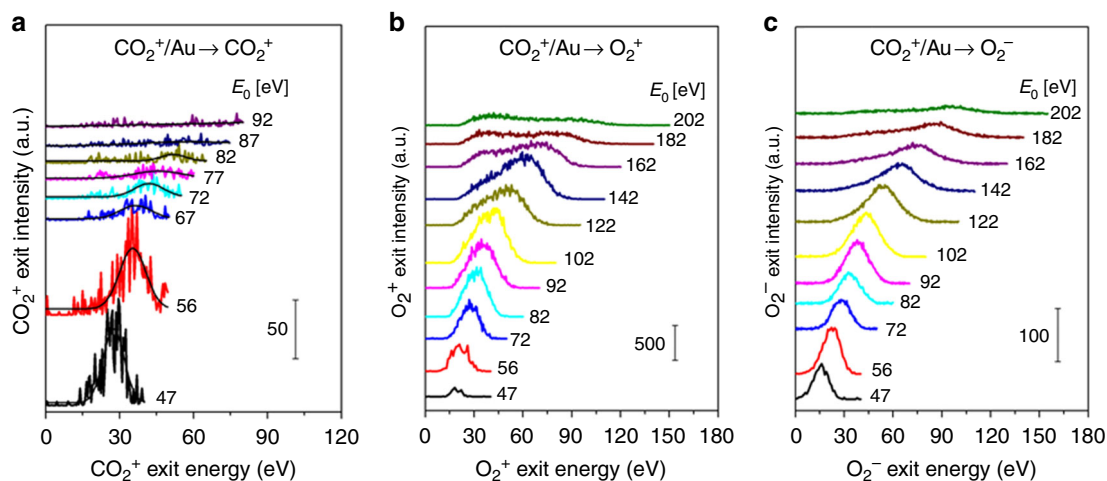 a
CO₂⁺/Au → CO₂⁺
E₀ [eV]
92
87
82
77
72
67
56
47
50
CO₂⁺ exit intensity (a.u.)
0 30 60 90 120
CO₂⁺ exit energy (eV)
b
CO₂⁺/Au → O₂⁺
E₀ [eV]
202
182
162
142
122
102
92
82
72
56
47
500
O₂⁺ exit intensity (a.u.)
0 30 60 90 120 150 180
O₂⁺ exit energy (eV)
c
CO₂⁺/Au → O₂⁻
E₀ [eV]
202
182
162
142
122
102
92
82
72
56
47
100
O₂⁻ exit intensity (a.u.)
0 30 60 90 120 150 180
O₂⁻ exit energy (eV)